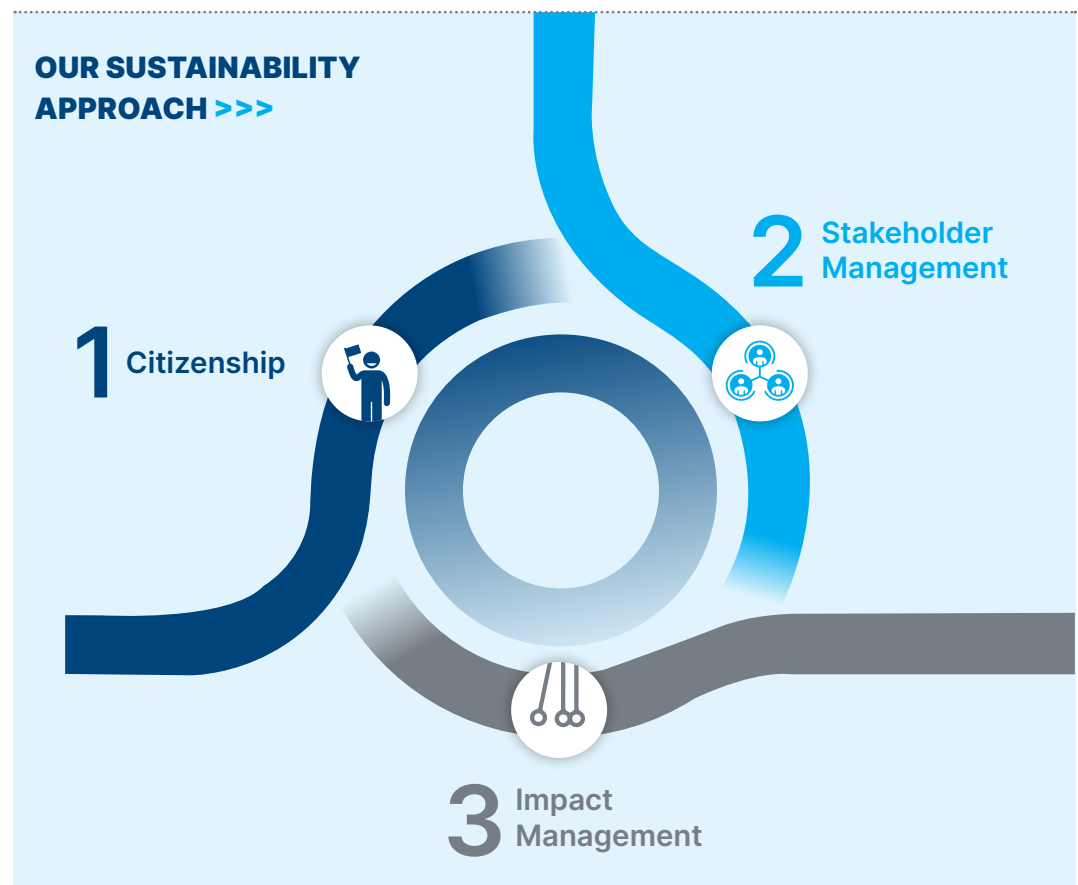 OUR SUSTAINABILITY
APPROACH >>>
1 Citizenship
2 Stakeholder
Management
3 Impact
Management